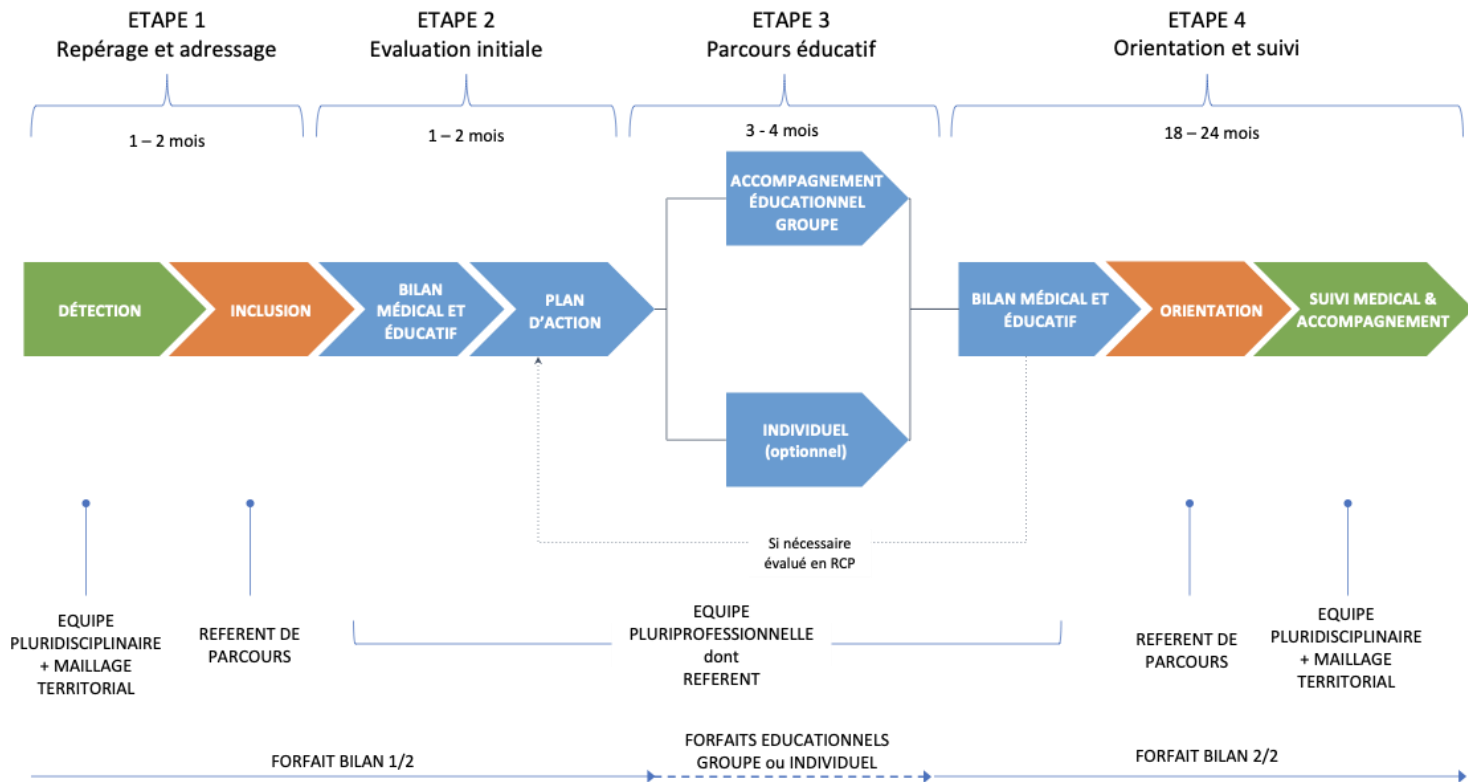 ETAPE 1
Repérage et adressage
ETAPE 2
Evaluation initiale
ETAPE 3
Parcours éducatif
ETAPE 4
Orientation et suivi
1 – 2 mois
1 – 2 mois
3 - 4 mois
18 – 24 mois
ACCOMPAGNEMENT
ÉDUCATIONNEL
GROUPE
DÉTECTION
INCLUSION
BILAN
MÉDICAL ET
ÉDUCATIF
PLAN
D’ACTION
BILAN MÉDICAL ET
ÉDUCATIF
ORIENTATION
SUIVI MEDICAL &
ACCOMPAGNEMENT
INDIVIDUEL
(optionnel)
Si nécessaire
évalué en RCP
EQUIPE
PLURIDISCIPLINAIRE
+ MAILLAGE
TERRITORIAL
REFERENT DE
PARCOURS
EQUIPE
PLURIPROFESSIONNELLE
dont
REFERENT
REFERENT DE
PARCOURS
EQUIPE
PLURIDISCIPLINAIRE
+ MAILLAGE
TERRITORIAL
FORFAIT BILAN 1/2
FORFAITS EDUCATIONNELS
GROUPE ou INDIVIDUEL
FORFAIT BILAN 2/2